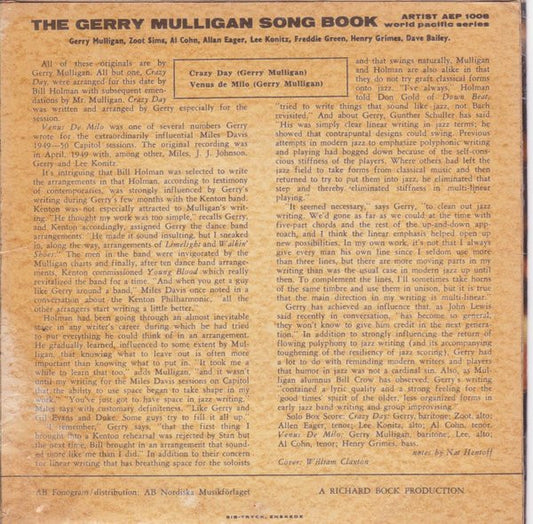 THE GERRY MULLIGAN SONG BOOK
ARTIST AEP 1008
world pacific series
Gerry Mulligan, Zoot Sims, Al Cohn, Allan Eager, Lee Konitz, Freddie Green, Henry Grimes, Dave Bailey.
Crazy Day (Gerry Mulligan)
Venus de Milo (Gerry Mulligan)
All of these originals are by
Gerry Mulligan. All but one, Crazy
Day, were arranged for this date by
Bill Holman with subsequent emen-
dations by Mr. Mulligan. Crazy Day
was written and arranged by Gerry especially for the
session.
Venus De Milo was one of several numbers Gerry
wrote for the extraordinarily influential Miles Davis
1949—50 Capitol sessions. The original recording was
in April, 1949 with, among other, Miles, J. J. Johnson,
Gerry and Lee Konitz.
It's intriguing that Bill Holman was selected to write
the arrangements in that Holman, according to testimony
of contemporaries, was strongly influenced by Gerry's
writing during Gerry's few months with the Kenton band.
Kenton was not especially attracted to Mulligan's writ-
ing. "He thought my work was too simple," recalls Gerry,
and Kenton accordingly, assigned Gerry the dance band
arrangements. "He made it sound insulting, but I sneaked
in, along the way, arrangements of Limelight and Walkin'
Shoes." The men in the band were invigorated by the
Mulligan charts and finally, after ten dance band arrange-
ments, Kenton commissioned Young Blood which really
revitalized the band for a time. "And when you got a guy
like Gerry around a band," Miles Davis once noted in a
conversation about the Kenton Philharmonic, "all the
other arrangers start writing a little better."
Holman had been going through an almost inevitable
stage in any writer's career during which he had tried
to put everything he could think of in an arrangement.
He gradually learned, influenced to some extent by Mul-
ligan, that knowing what to leave out is often more
important than knowing what to put in. "It took me a
while to learn that too," adds Mulligan, "and it wasn't
until my writing for the Miles Davis sessions on Capitol
that the ability to use space began to take shape in my
work." "You've just got to have space in jazz writing,"
Miles says with customary definiteness. "Like Gerry and
Gil Evans and Duke. Some guys try to fill it all up."
"I remember," Gerry says, "that the first thing I
brought into a Kenton rehearsal was rejected by Stan but
the next time, Bill brought in an arrangement that sound-
ed more like me than I did." In addition to their concern
for linear writing that has breathing space for the soloists
and that swings naturally, Mulligan
and Holman are also alike in that
they do not try graft classical forms
onto jazz. "I've always," Holman
told Don Gold of Down Beat,
"tried to write things that sound like jazz, not Bach
revisited." And about Gerry, Gunther Schuller has said:
"His was simply clear linear writing in jazz terms; he
showed that contrapuntal designs could swing. Previous
attempts in modern jazz to emphasize polyphonic writing
and playing had bogged down because of the self-con-
scious stiffness of the players. Where others had left the
jazz field to take forms from classical music and then
returned to try to put them into jazz, he eliminated that
step and thereby eliminated stiffness in multi-linear
playing.
"It seemed necessary," says Gerry, "to clean out jazz
writing. We'd gone as far as we could at the time with
five-part chords and the rest of the up-and-down app-
roach, and I think the linear emphasis helped open up
new possibilities. In my own work, it's not that I always
give every man his own line since I seldom use more
than three lines, but there are more moving parts in my
writing than was the usual case in modern jazz up until
then. To complement the lines, I'll sometimes take horns
of the same timbre and use them in unison, but it is true
that the main direction in my writing is multi-linear."
Gerry has achieved an influence that, as John Lewis
said recently in conversation, "has become so general,
they won't know to give him credit in the next genera-
tion." In addition to strongly influencing the return of
flowing polyphony to jazz writing (and its accompanying
toughening of the resiliency of jazz scoring), Gerry had
a lot to do with reminding modern writers and players
that humor in jazz was not a cardinal sin. Also, as Mul-
ligan alumnus Bill Crow has observed, Gerry's writing
"contained a lyric quality and a strong feeling for the
'good times' spirit of the older, less organized forms in
early jazz band writing and group improvising."
Solo Box Score: Crazy Day: Gerry, baritone; Zoot, alto;
Allen Eager, tenor; Lee Konitz, alto; Al Cohn, tenor.
Venus De Milo: Gerry Mulligan, baritone; Lee, alto;
Al Cohn, tenor; Henry Grimes, bass.
notes by Nat Hentoff
Cover: William Claxton
AB Fonogram/distribution: AB Nordiska Musikförlaget
A RICHARD BOCK PRODUCTION.
BIB-TRYCK, ENSKEDE